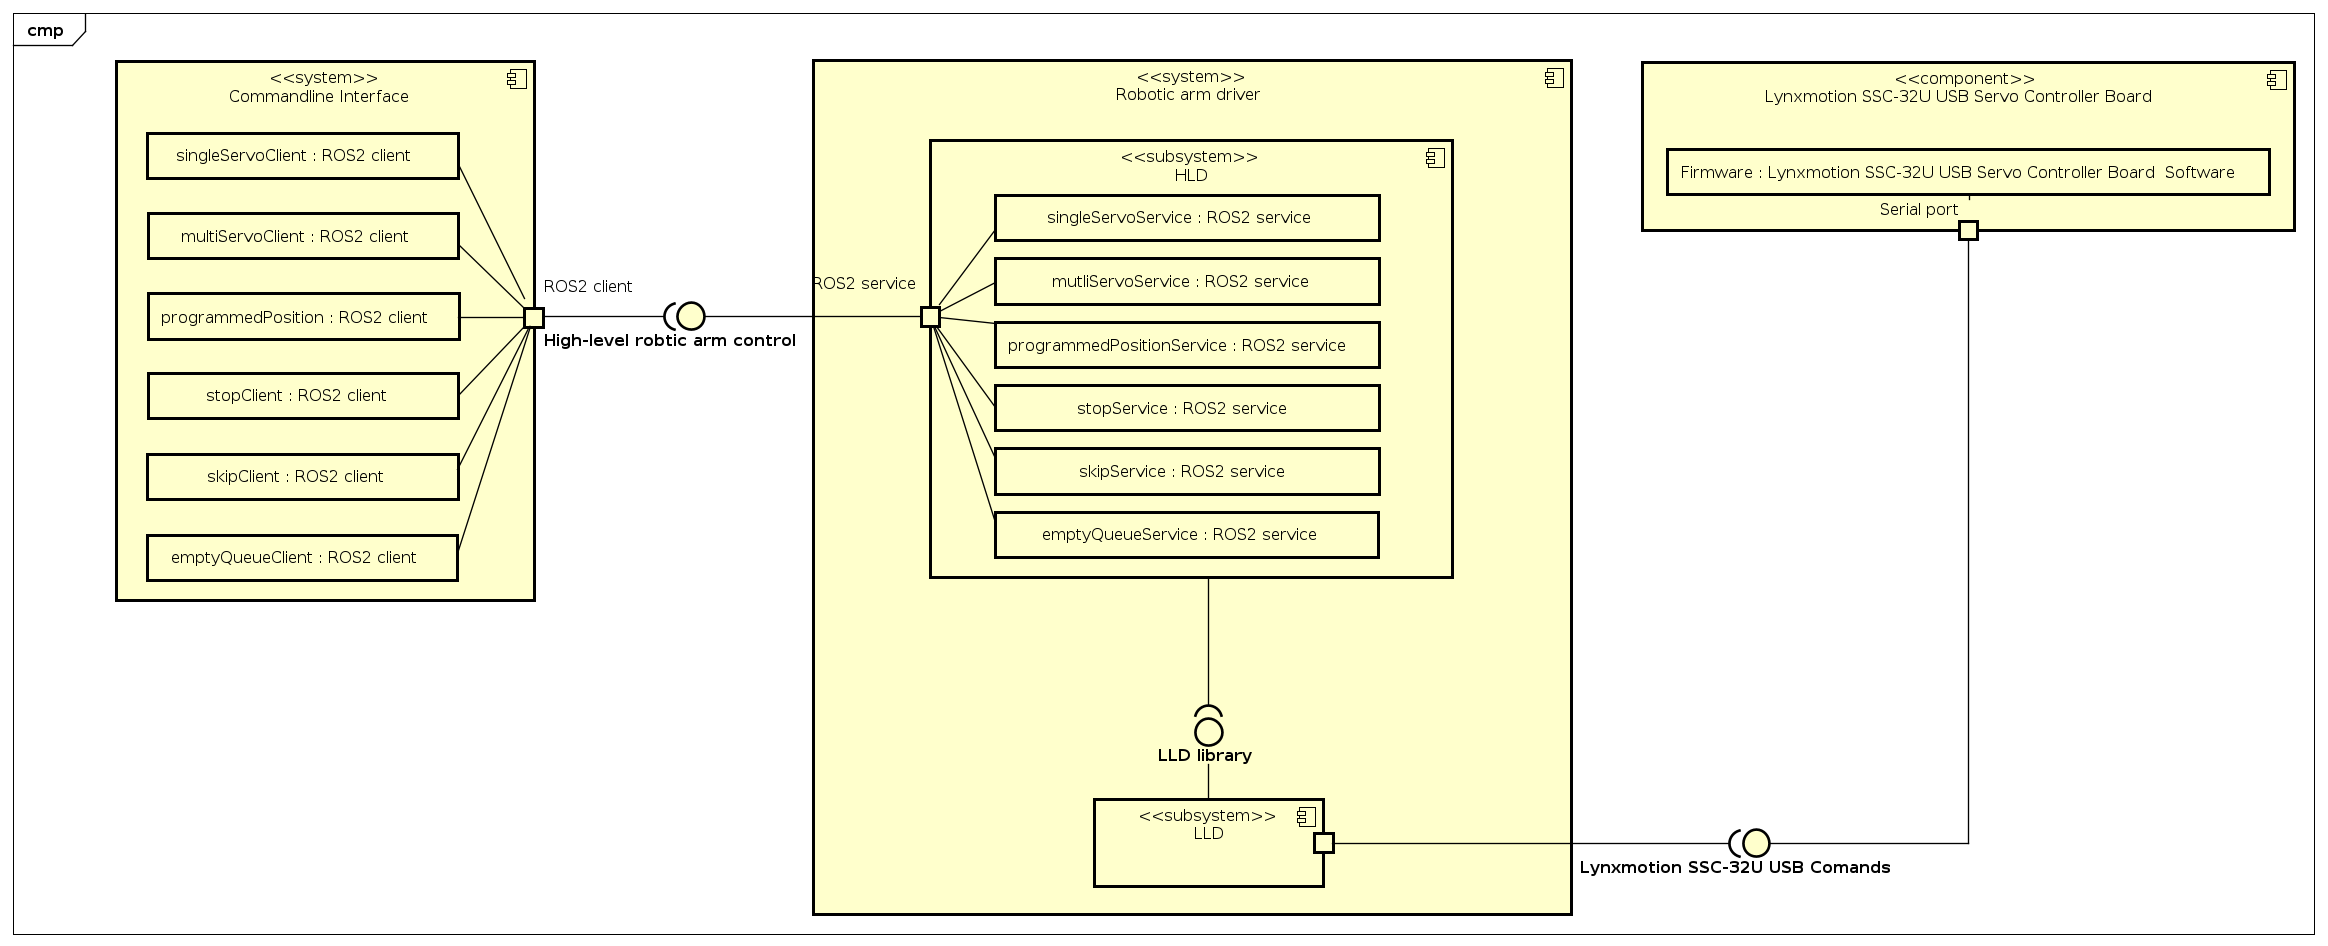 cmp
<<system>>
Commandline Interface
singleServoClient : ROS2 client
multiServoClient : ROS2 client
programmedPosition : ROS2 client
stopClient : ROS2 client
skipClient : ROS2 client
emptyQueueClient : ROS2 client
ROS2 client
High-level robtic arm control
ROS2 service
<<system>>
Robotic arm driver
<<subsystem>>
HLD
singleServoService : ROS2 service
mutliServoService : ROS2 service
programmedPositionService : ROS2 service
stopService : ROS2 service
skipService : ROS2 service
emptyQueueService : ROS2 service
LLD library
<<subsystem>>
LLD
<<component>>
Lynxmotion SSC-32U USB Servo Controller Board
Firmware : Lynxmotion SSC-32U USB Servo Controller Board  Software
Serial port
Lynxmotion SSC-32U USB Comands